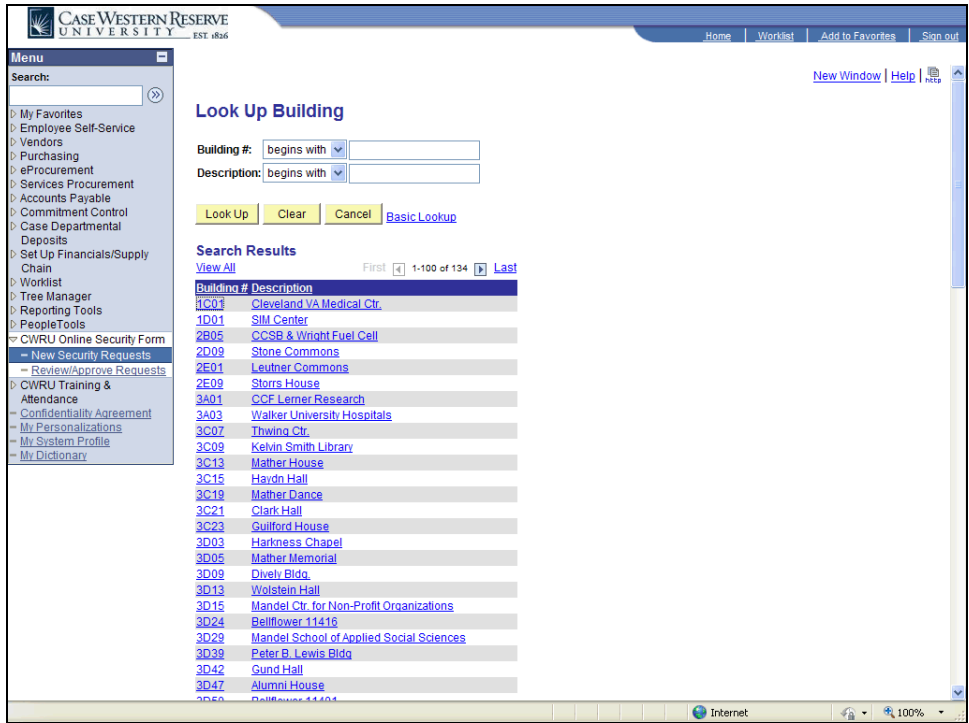 CASE WESTERN RESERVE
UNIVERSITY EST. 1826
Home Worklist Add to Favorites Sign out
Menu
Search:
My Favorites
Employee Self-Service
Vendors
Purchasing
eProcurement
Services Procurement
Accounts Payable
Commitment Control
Case Departmental
Deposits
Set Up Financials/Supply
Chain
Worklist
Tree Manager
Reporting Tools
PeopleTools
CWRU Online Security Form
New Security Requests
Review/Approve Requests
CWRU Training &
Attendance
Confidentiality Agreement
My Personalizations
My System Profile
My Dictionary
New Window | Help | http
Look Up Building
Building #: begins with
Description: begins with
Look Up Clear Cancel Basic Lookup
Search Results
View All First 1-100 of 134 Last
Building # Description
1C01 Cleveland VA Medical Ctr.
1D01 SIM Center
2B05 CCSB & Wright Fuel Cell
2D09 Stone Commons
2E01 Leutner Commons
2E09 Storrs House
3A01 CCF Lerner Research
3A03 Walker University Hospitals
3C07 Thwing Ctr.
3C09 Kelvin Smith Library
3C13 Mather House
3C15 Haydn Hall
3C19 Mather Dance
3C21 Clark Hall
3C23 Guilford House
3D03 Harkness Chapel
3D05 Mather Memorial
3D09 Dively Bldg.
3D13 Wolstein Hall
3D15 Mandel Ctr. for Non-Profit Organizations
3D24 Bellflower 11416
3D29 Mandel School of Applied Social Sciences
3D39 Peter B. Lewis Bldg
3D42 Gund Hall
3D47 Alumni House
Internet 100%